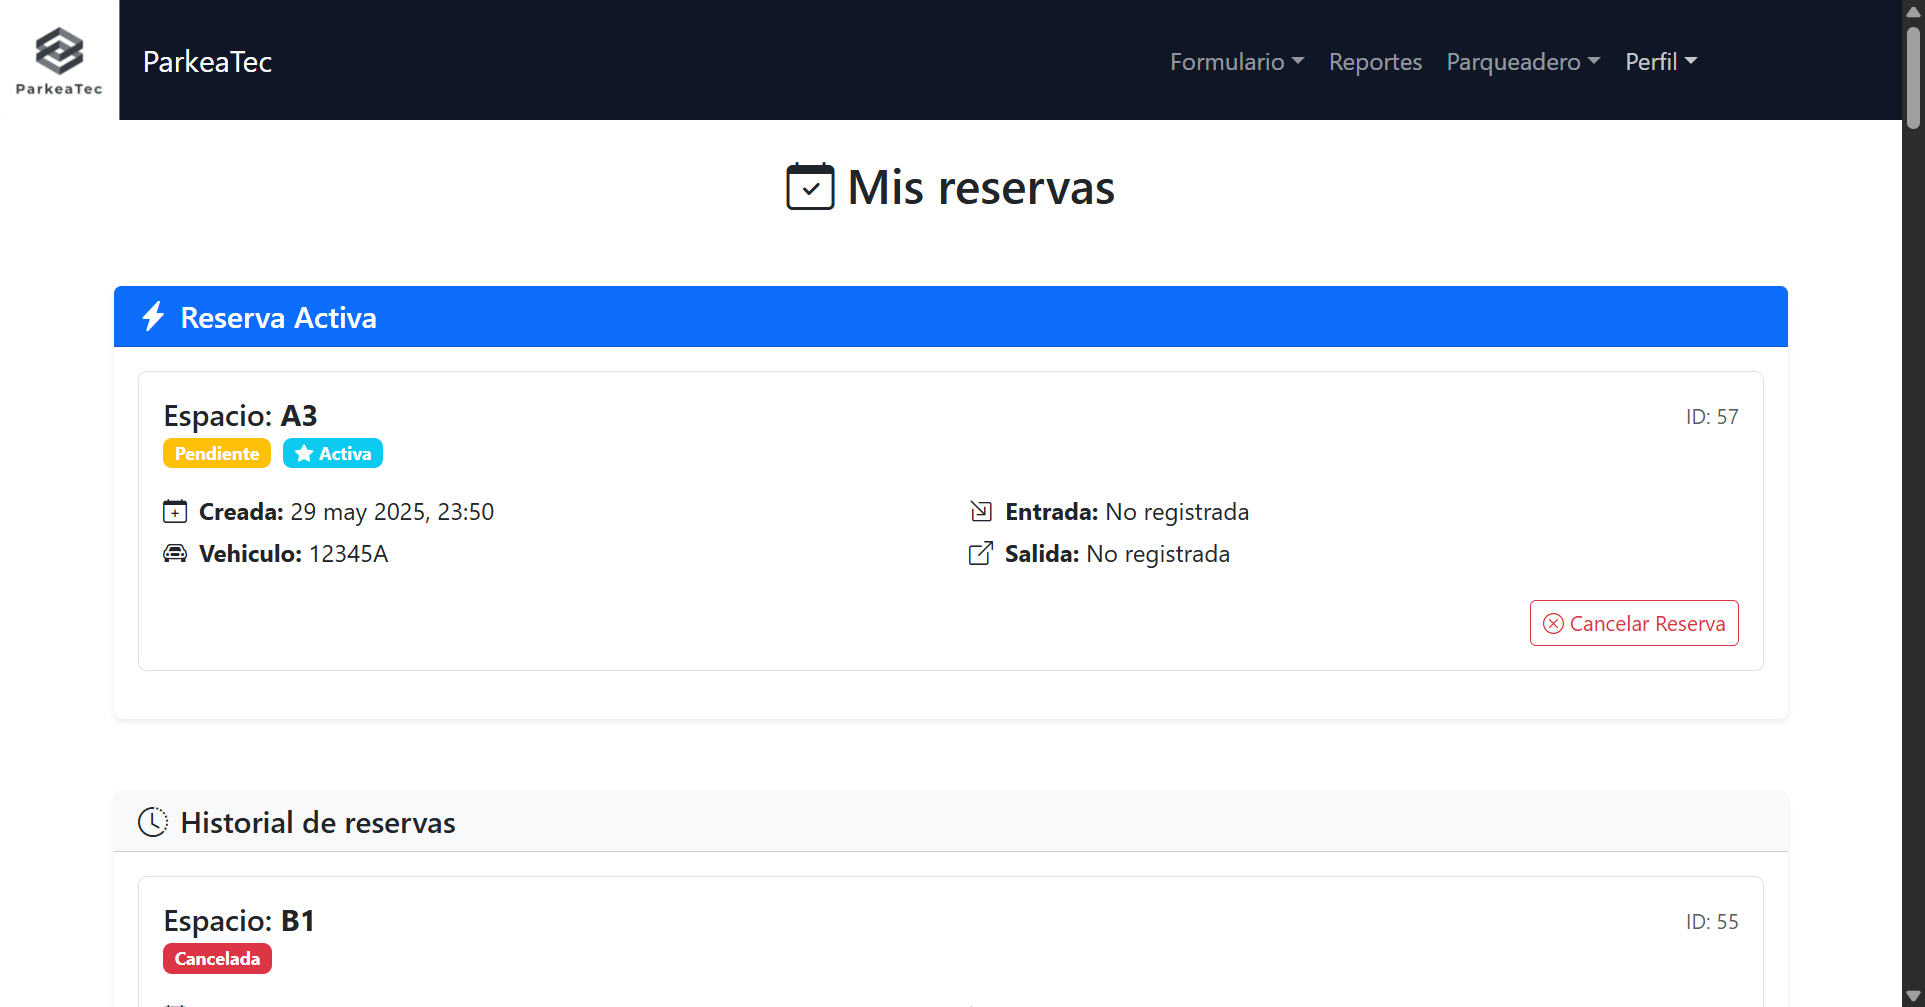 ParkeaTec
ParkeaTec
Formulario Reportes Parqueadero Perfil
Mis reservas
Reserva Activa
Espacio: A3
ID: 57
Pendiente Activa
Creada: 29 may 2025, 23:50
Entrada: No registrada
Vehiculo: 12345A
Salida: No registrada
Cancelar Reserva
Historial de reservas
Espacio: B1
ID: 55
Cancelada